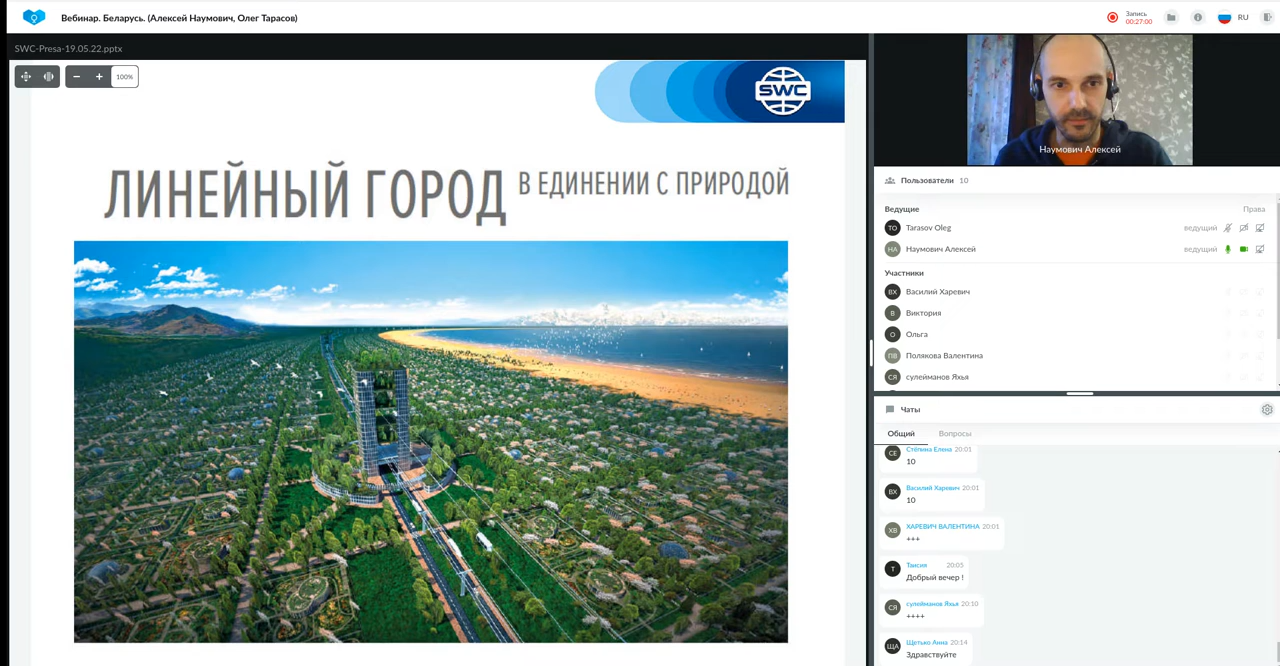 Вебинар. Беларусь. (Алексей Наумович, Олег Тарасов)
Запись
00:27:00
RU
SWC-Presa-19.05.22.pptx
100%
SWC
ЛИНЕЙНЫЙ ГОРОД В ЕДИНЕНИИ С ПРИРОДОЙ
Наумович Алексей
Пользователи 10
Ведущие Права
TO Tarasov Oleg ведущий
НА Наумович Алексей ведущий
Участники
ВХ Василий Харевич
В Виктория
О Ольга
ПВ Полякова Валентина
СЯ сулейманов Яхья
Чаты
Общий Вопросы
СЕ Стёпина Елена 20:01
10
ВХ Василий Харевич 20:01
10
ХВ ХАРЕВИЧ ВАЛЕНТИНА 20:01
+++
Т Таисия 20:05
Добрый вечер !
СЯ сулейманов Яхья 20:10
++++
ЩА Щетько Анна 20:14
Здравствуйте